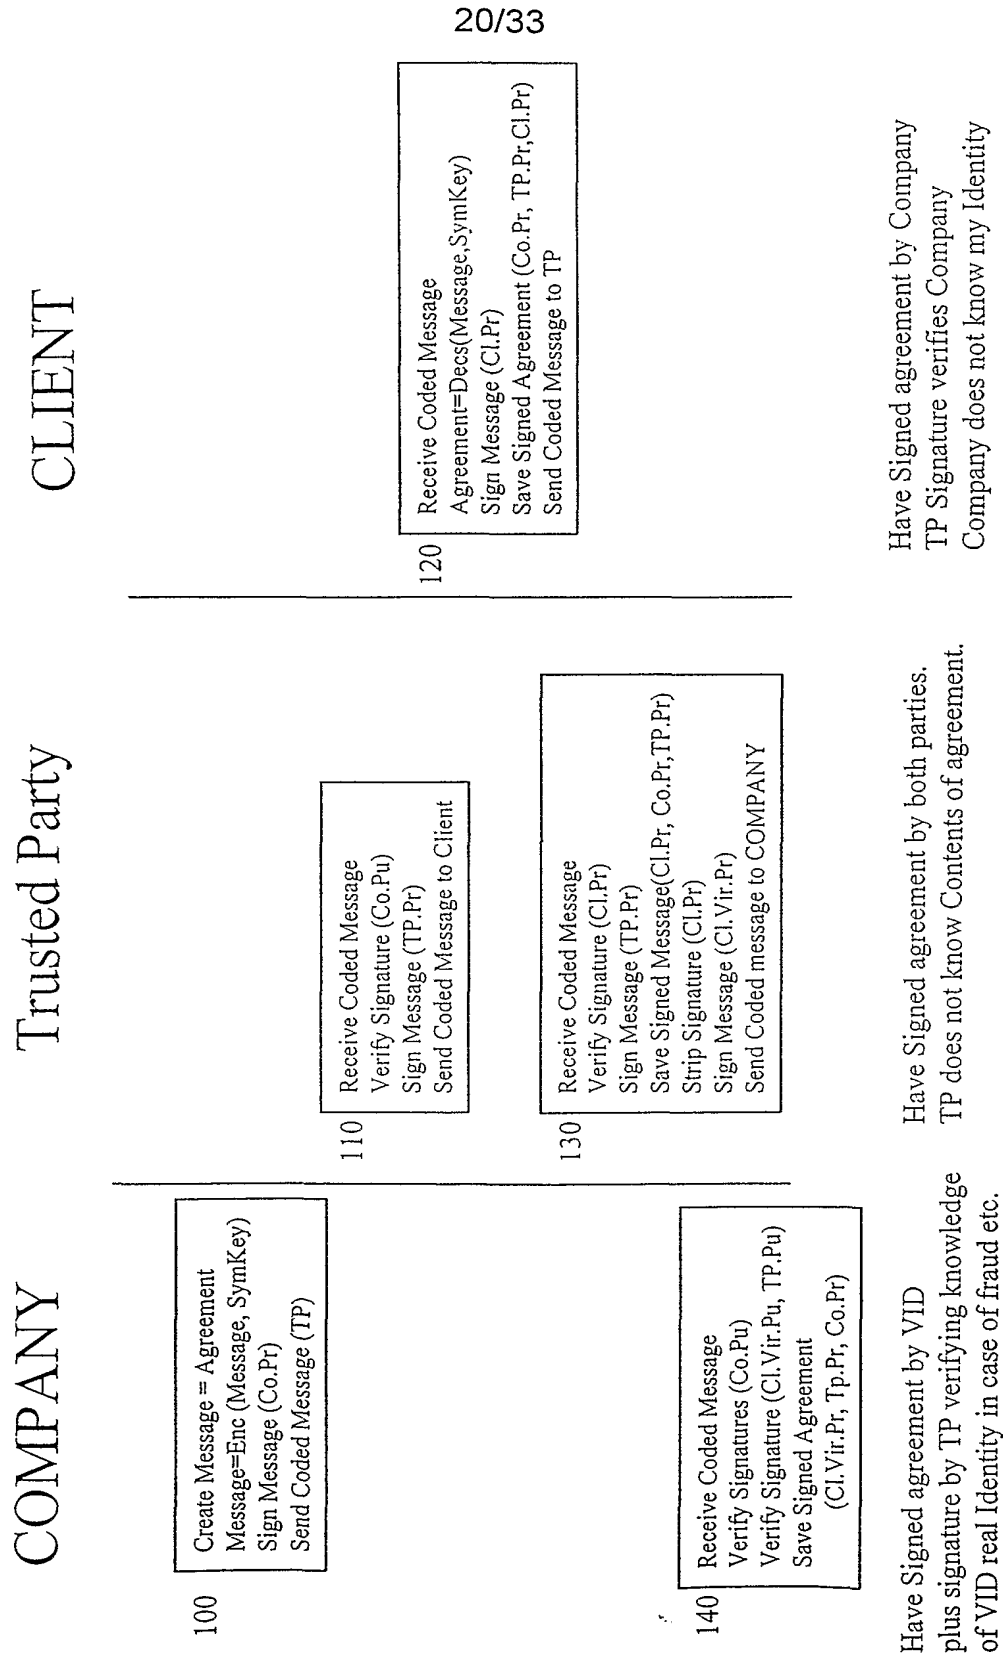 20/33
COMPANY
Trusted Party
CLIENT
100
Create Message = Agreement
Message=Enc (Message, SymKey)
Sign Message (Co.Pr)
Send Coded Message (TP)
110
Receive Coded Message
Verify Signature (Co.Pu)
Sign Message (TP.Pr)
Send Coded Message to Client
120
Receive Coded Message
Agreement=Decs(Message,SymKey)
Sign Message (Cl.Pr)
Save Signed Agreement (Co.Pr, TP.Pr,Cl.Pr)
Send Coded Message to TP
130
Receive Coded Message
Verify Signature (Cl.Pr)
Sign Message (TP.Pr)
Save Signed Message(Cl.Pr, Co.Pr,TP.Pr)
Strip Signature (Cl.Pr)
Sign Message (Cl.Vir.Pr)
Send Coded message to COMPANY
140
Receive Coded Message
Verify Signatures (Co.Pu)
Verify Signature (Cl.Vir.Pu, TP.Pu)
Save Signed Agreement
(Cl.Vir.Pr, Tp.Pr, Co.Pr)
Have Signed agreement by VID
plus signature by TP verifying knowledge
of VID real Identity in case of fraud etc.
Have Signed agreement by both parties.
TP does not know Contents of agreement.
Have Signed agreement by Company
TP Signature verifies Company
Company does not know my Identity